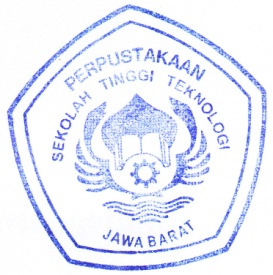 PERPUSTAKAAN
SEKOLAH TINGGI TEKNOLOGI
JAWA BARAT